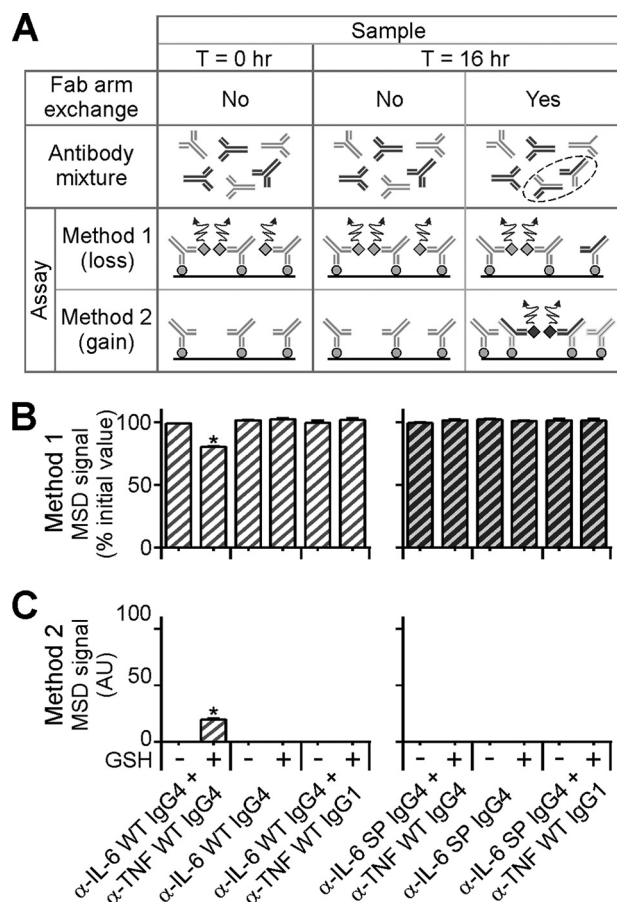 A
Sample
T = 0 hr
T = 16 hr
Fab arm
exchange
No
No
Yes
Antibody
mixture
Assay
Method 1
(loss)
Method 2
(gain)
B
Method 1
MSD signal
(% initial value)
100
50
0
*
C
Method 2
MSD signal
(AU)
100
50
0
*
GSH
- + - + - +
- + - + - +
α-IL-6 WT IgG4 +
α-TNF WT IgG4
α-IL-6 WT IgG4
α-IL-6 WT IgG4 +
α-TNF WT IgG1
α-IL-6 SP IgG4 +
α-TNF WT IgG4
α-IL-6 SP IgG4
α-IL-6 SP IgG4 +
α-TNF WT IgG1